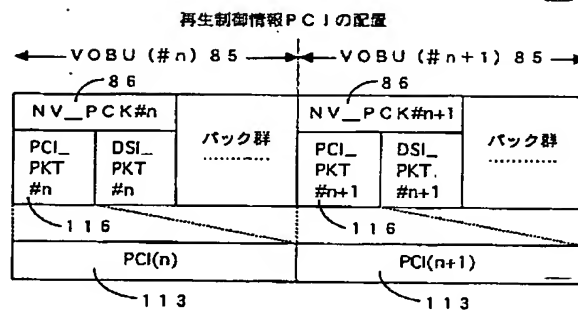 再生制御情報PCIの配置
VOBU (#n) 85
VOBU (#n+1) 85
86
86
NV_PCK#n
パック群
NV_PCK#n+1
パック群
PCI_
PKT
#n
DSI_
PKT
#n
PCI_
PKT
#n+1
DSI_
PKT
#n+1
116
116
PCI(n)
PCI(n+1)
113
113